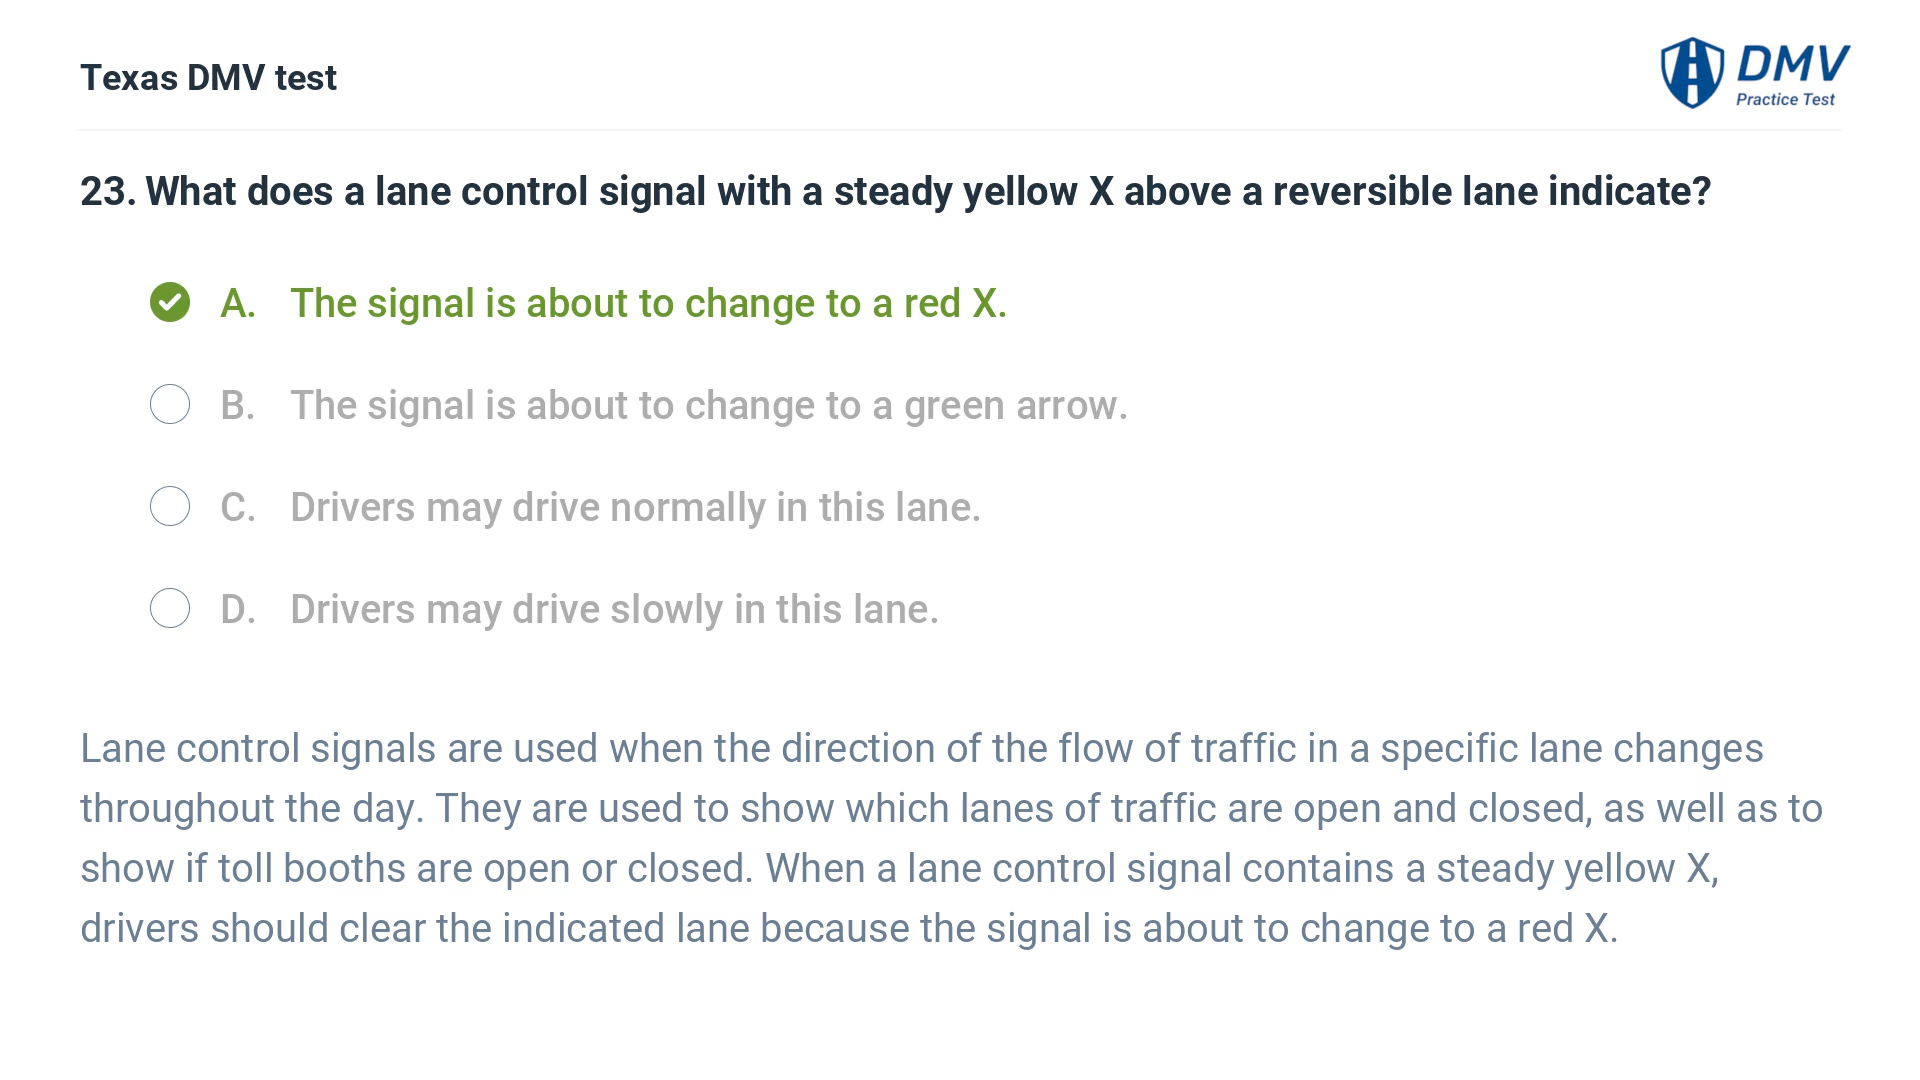 Texas DMV test
DMV
Practice Test
23. What does a lane control signal with a steady yellow X above a reversible lane indicate?
A. The signal is about to change to a red X.
B. The signal is about to change to a green arrow.
C. Drivers may drive normally in this lane.
D. Drivers may drive slowly in this lane.
Lane control signals are used when the direction of the flow of traffic in a specific lane changes
throughout the day. They are used to show which lanes of traffic are open and closed, as well as to
show if toll booths are open or closed. When a lane control signal contains a steady yellow X,
drivers should clear the indicated lane because the signal is about to change to a red X.